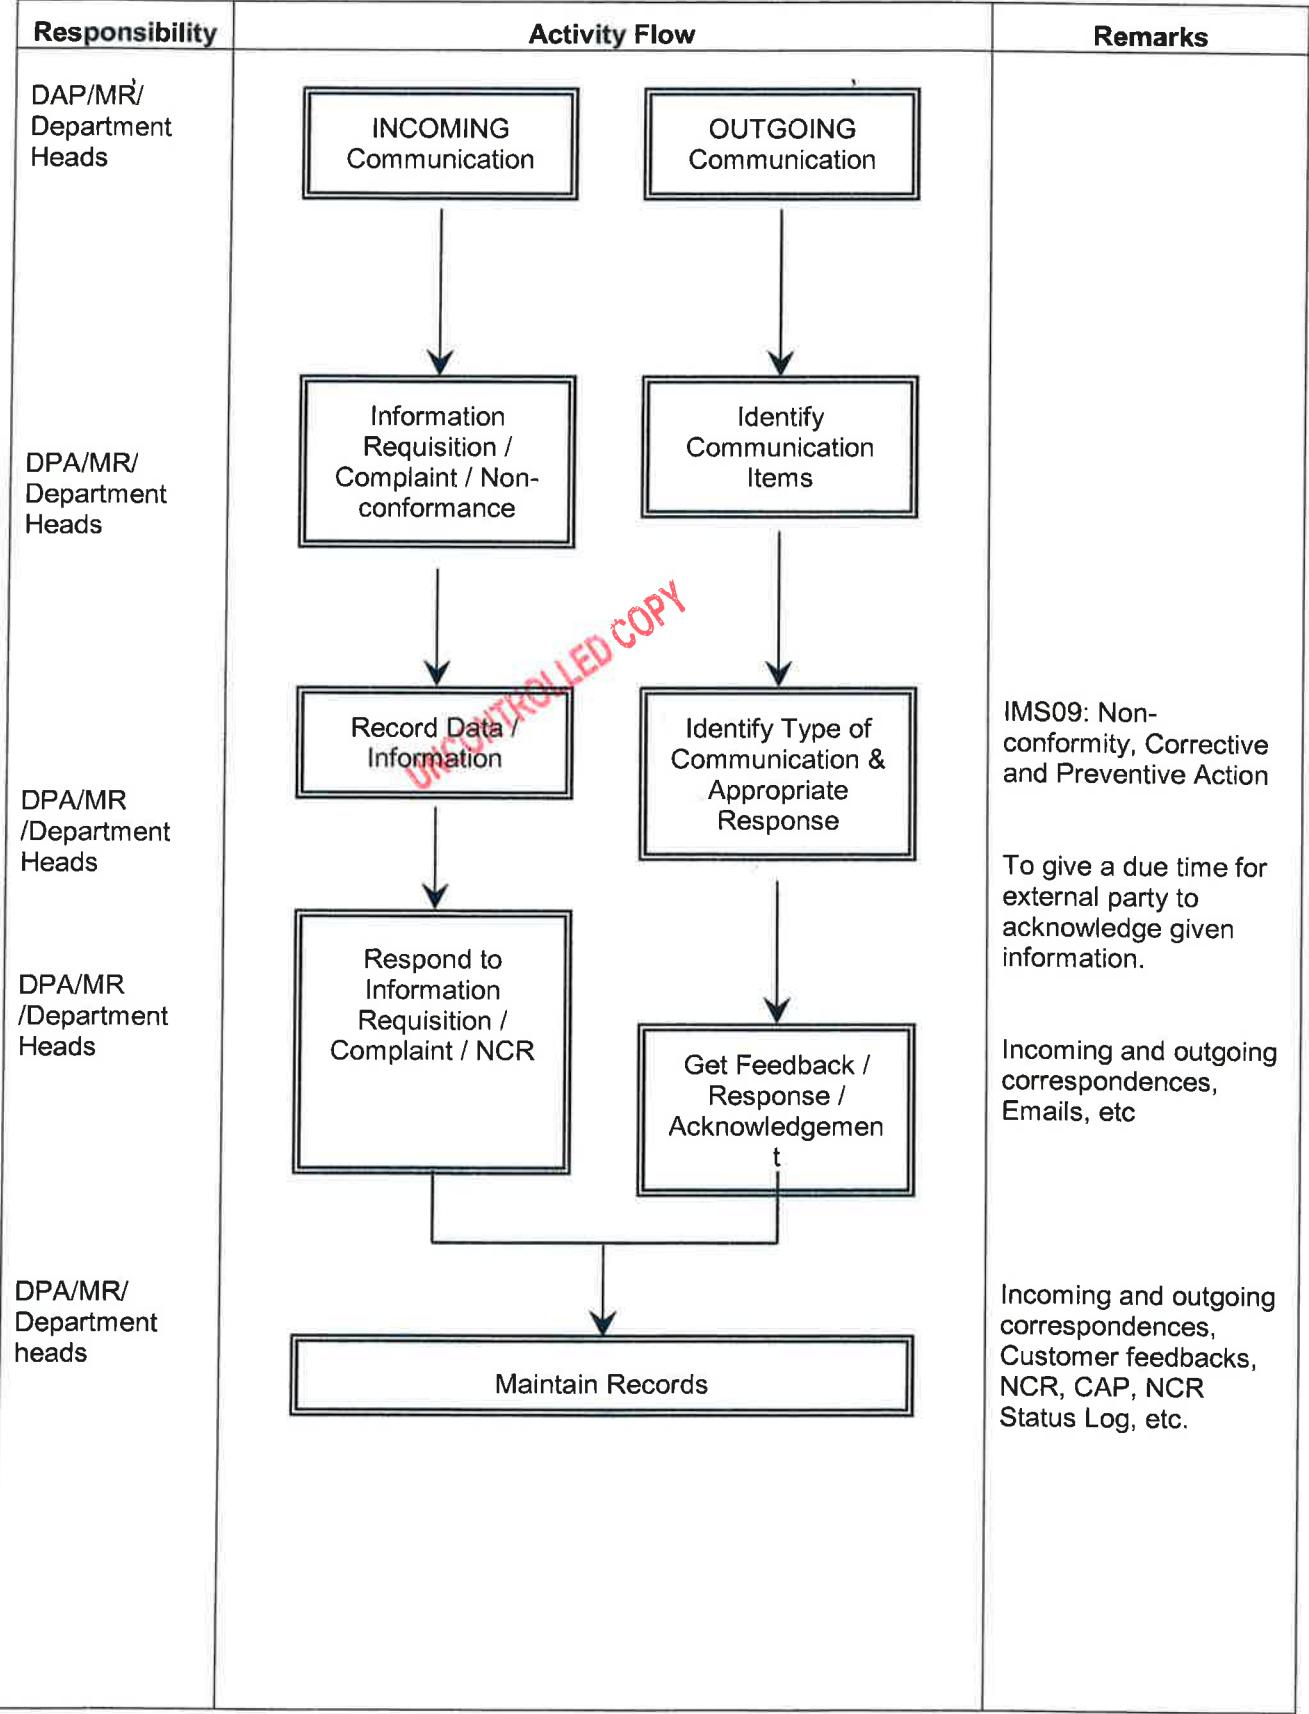 Responsibility
Activity Flow
Remarks
DAP/MR/
Department
Heads
INCOMING
Communication
OUTGOING
Communication
DPA/MR/
Department
Heads
Information
Requisition /
Complaint / Non-
conformance
Identify
Communication
Items
UNCONTROLLED COPY
DPA/MR
/Department
Heads
Record Data /
Information
Identify Type of
Communication &
Appropriate
Response
IMS09: Non-
conformity, Corrective
and Preventive Action
To give a due time for
external party to
acknowledge given
information.
DPA/MR
/Department
Heads
Respond to
Information
Requisition /
Complaint / NCR
Get Feedback /
Response /
Acknowledgemen
t
Incoming and outgoing
correspondences,
Emails, etc
DPA/MR/
Department
heads
Maintain Records
Incoming and outgoing
correspondences,
Customer feedbacks,
NCR, CAP, NCR
Status Log, etc.